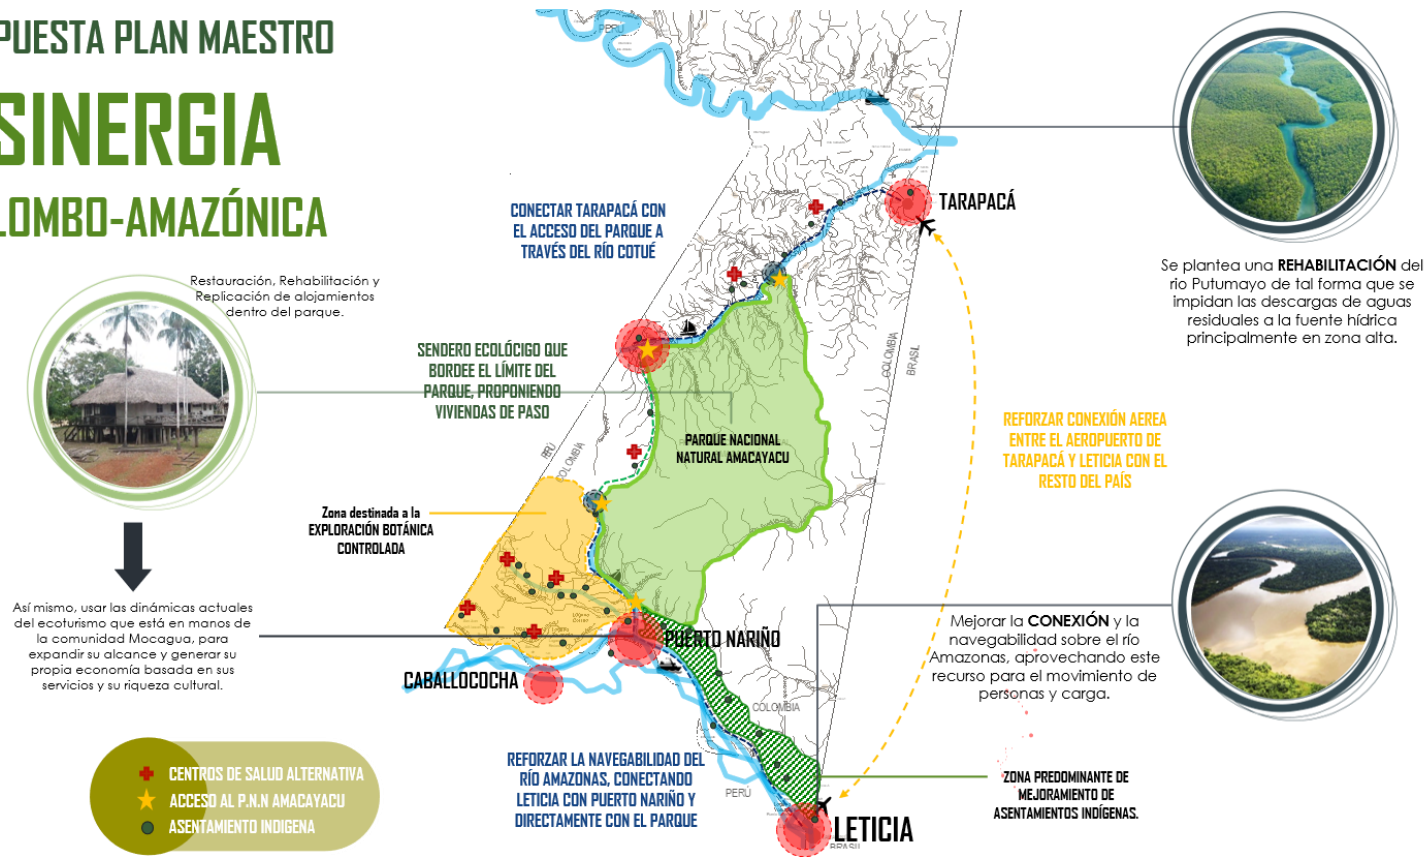 PUESTA PLAN MAESTRO
SINERGIA
LOMBO-AMAZÓNICA
Restauración, Rehabilitación y
Replicación de alojamientos
dentro del parque.
Así mismo, usar las dinámicas actuales
del ecoturismo que está en manos de
la comunidad Mocagua, para
expandir su alcance y generar su
propia economía basada en sus
servicios y su riqueza cultural.
CENTROS DE SALUD ALTERNATIVA
ACCESO AL P.N.N AMACAYACU
ASENTAMIENTO INDIGENA
PERÚ
CONECTAR TARAPACÁ CON
EL ACCESO DEL PARQUE A
TRAVÉS DEL RÍO COTUÉ
TARAPACÁ
SENDERO ECOLÓGIGO QUE
BORDEE EL LÍMITE DEL
PARQUE, PROPONIENDO
VIVIENDAS DE PASO
COLOMBIA
BRASIL
PERÚ
COLOMBIA
PARQUE NACIONAL
NATURAL AMACAYACU
Zona destinada a la
EXPLORACIÓN BOTÁNICA
CONTROLADA
PUERTO NARIÑO
CABALLOCOCHA
COLOMBIA
PERÚ
REFORZAR LA NAVEGABILIDAD DEL
RÍO AMAZONAS, CONECTANDO
LETICIA CON PUERTO NARIÑO Y
DIRECTAMENTE CON EL PARQUE
LETICIA
BRASIL
Se plantea una REHABILITACIÓN del
rio Putumayo de tal forma que se
impidan las descargas de aguas
residuales a la fuente hídrica
principalmente en zona alta.
REFORZAR CONEXIÓN AEREA
ENTRE EL AEROPUERTO DE
TARAPACÁ Y LETICIA CON EL
RESTO DEL PAÍS
Mejorar la CONEXIÓN y la
navegabilidad sobre el río
Amazonas, aprovechando este
recurso para el movimiento de
personas y carga.
ZONA PREDOMINANTE DE
MEJORAMIENTO DE
ASENTAMIENTOS INDÍGENAS.